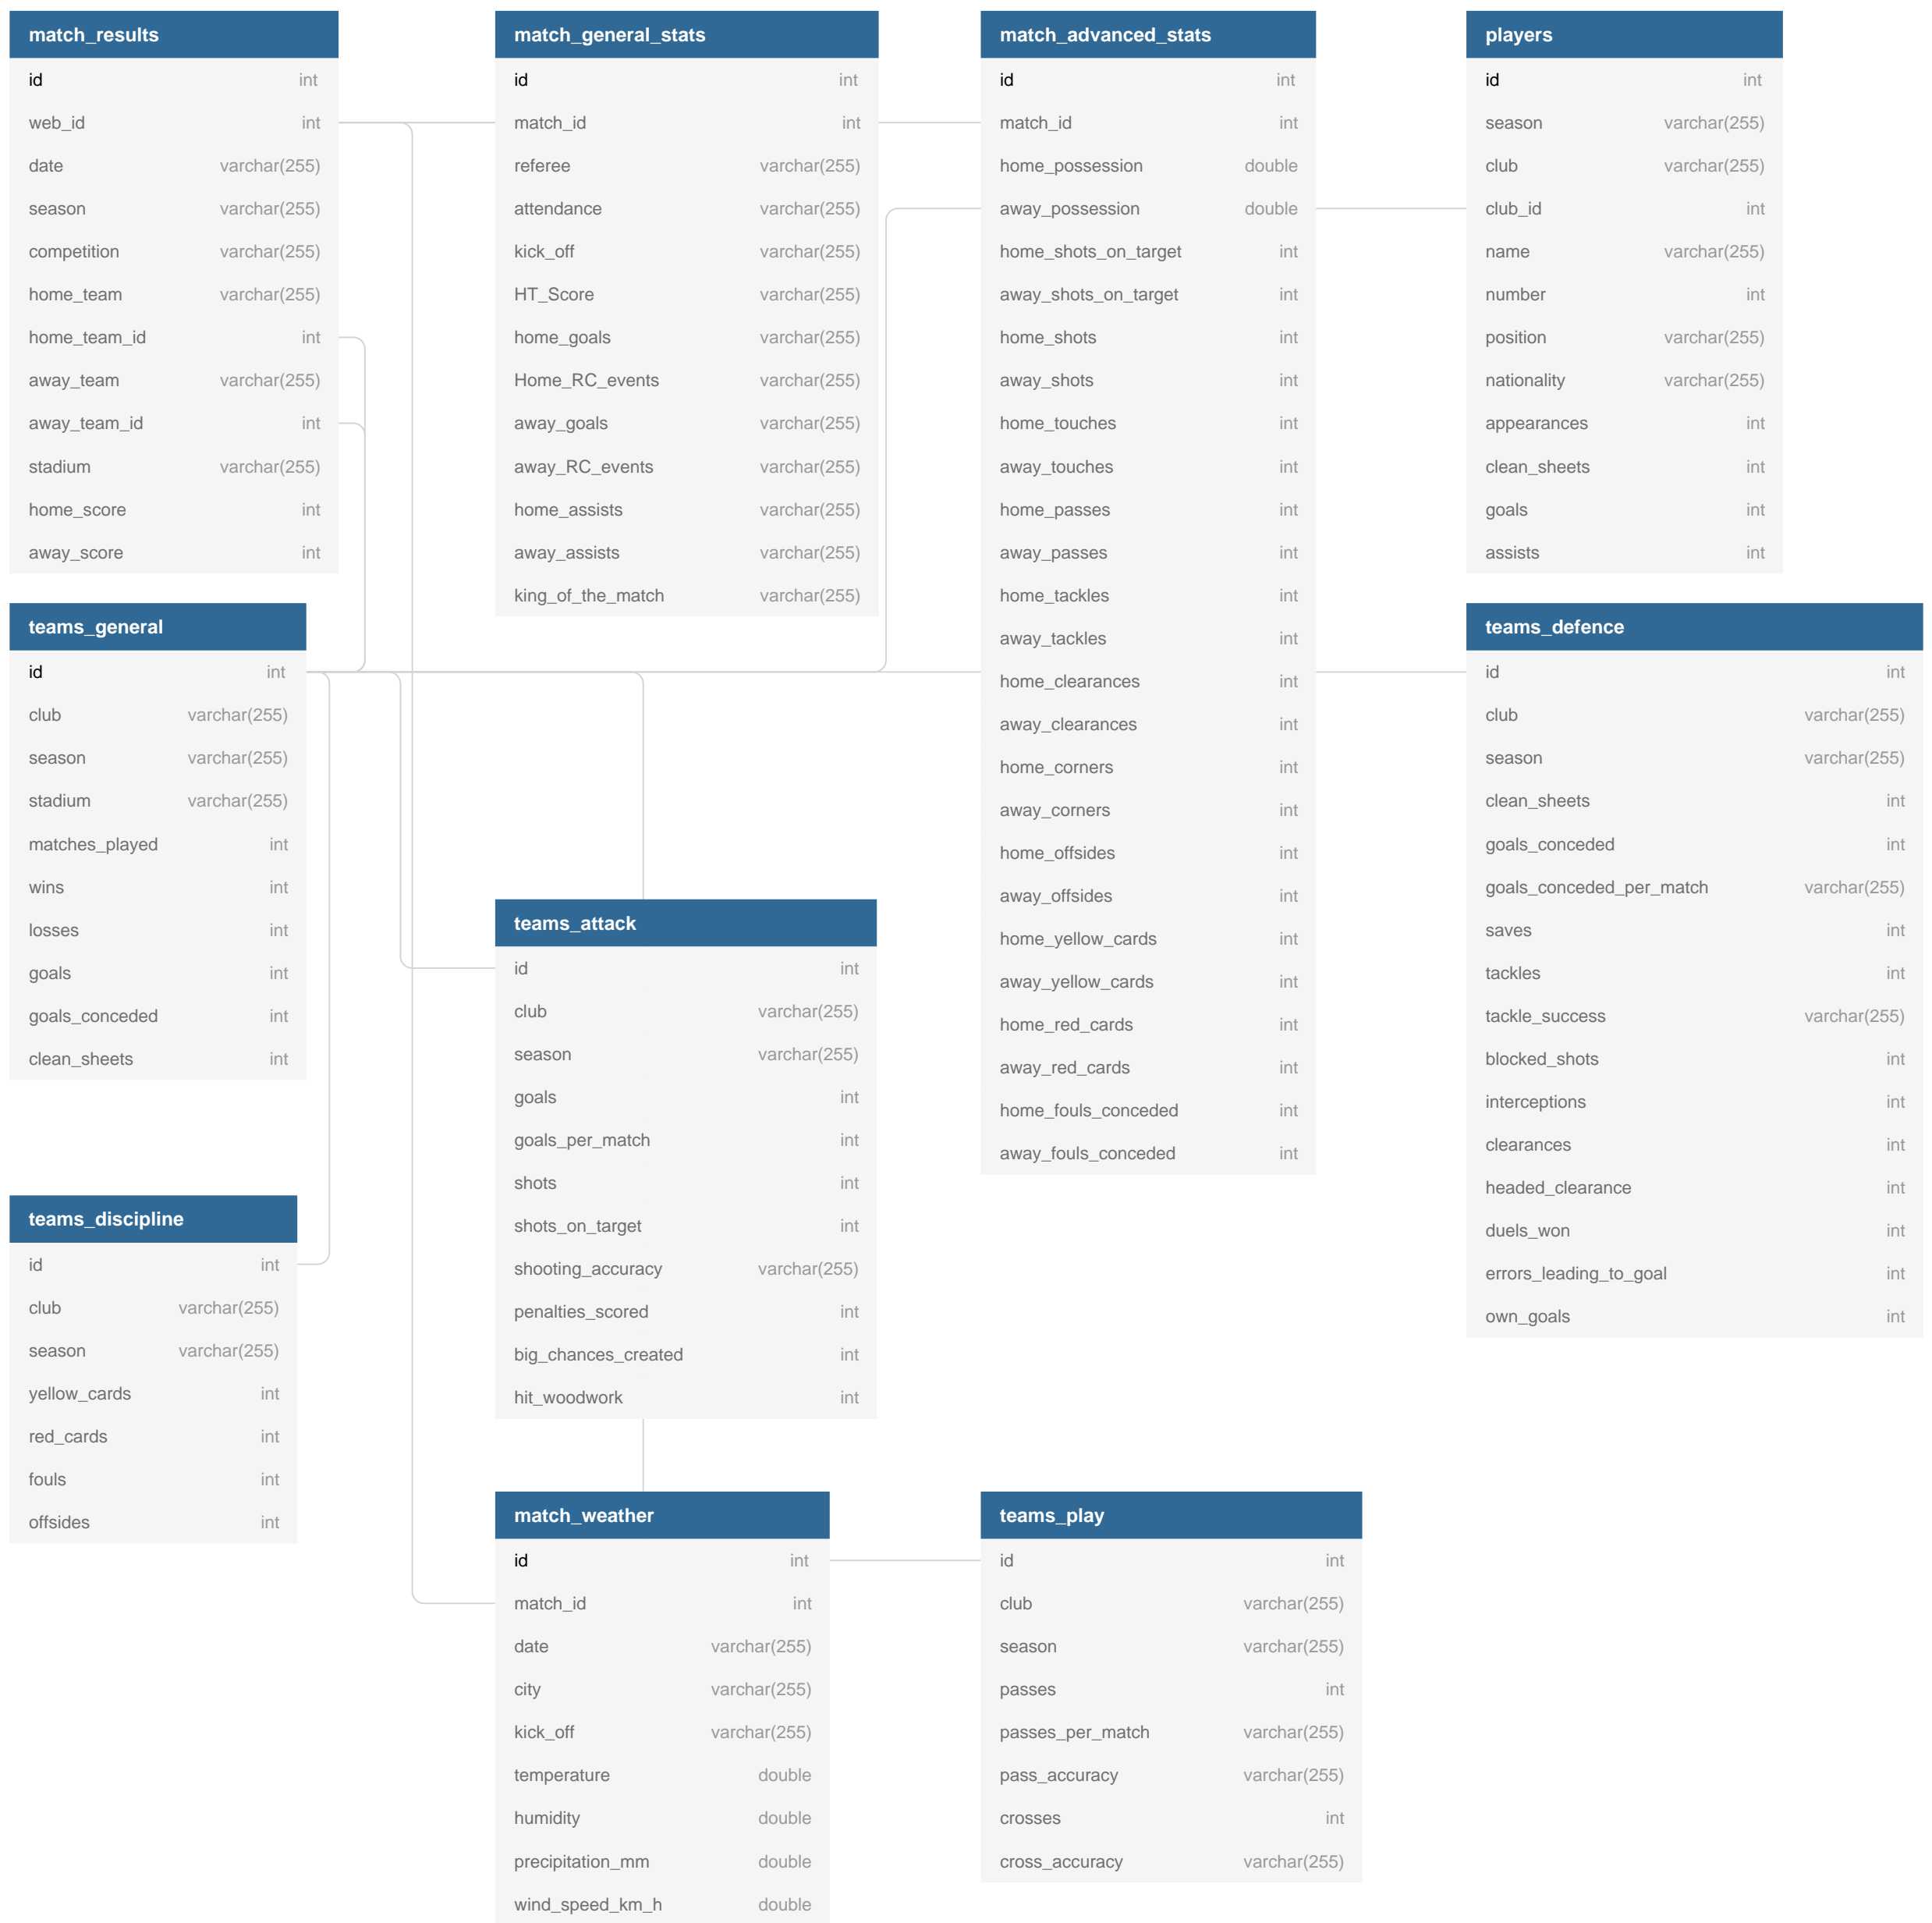 match_results
id int
web_id int
date varchar(255)
season varchar(255)
competition varchar(255)
home_team varchar(255)
home_team_id int
away_team varchar(255)
away_team_id int
stadium varchar(255)
home_score int
away_score int
match_general_stats
id int
match_id int
referee varchar(255)
attendance varchar(255)
kick_off varchar(255)
HT_Score varchar(255)
home_goals varchar(255)
Home_RC_events varchar(255)
away_goals varchar(255)
away_RC_events varchar(255)
home_assists varchar(255)
away_assists varchar(255)
king_of_the_match varchar(255)
match_advanced_stats
id int
match_id int
home_possession double
away_possession double
home_shots_on_target int
away_shots_on_target int
home_shots int
away_shots int
home_touches int
away_touches int
home_passes int
away_passes int
home_tackles int
away_tackles int
home_clearances int
away_clearances int
home_corners int
away_corners int
home_offsides int
away_offsides int
home_yellow_cards int
away_yellow_cards int
home_red_cards int
away_red_cards int
home_fouls_conceded int
away_fouls_conceded int
players
id int
season varchar(255)
club varchar(255)
club_id int
name varchar(255)
number int
position varchar(255)
nationality varchar(255)
appearances int
clean_sheets int
goals int
assists int
teams_general
id int
club varchar(255)
season varchar(255)
stadium varchar(255)
matches_played int
wins int
losses int
goals int
goals_conceded int
clean_sheets int
teams_defence
id int
club varchar(255)
season varchar(255)
clean_sheets int
goals_conceded int
goals_conceded_per_match varchar(255)
saves int
tackles int
tackle_success varchar(255)
blocked_shots int
interceptions int
clearances int
headed_clearance int
duels_won int
errors_leading_to_goal int
own_goals int
teams_attack
id int
club varchar(255)
season varchar(255)
goals int
goals_per_match int
shots int
shots_on_target int
shooting_accuracy varchar(255)
penalties_scored int
big_chances_created int
hit_woodwork int
teams_discipline
id int
club varchar(255)
season varchar(255)
yellow_cards int
red_cards int
fouls int
offsides int
match_weather
id int
match_id int
date varchar(255)
city varchar(255)
kick_off varchar(255)
temperature double
humidity double
precipitation_mm double
wind_speed_km_h double
teams_play
id int
club varchar(255)
season varchar(255)
passes int
passes_per_match varchar(255)
pass_accuracy varchar(255)
crosses int
cross_accuracy varchar(255)